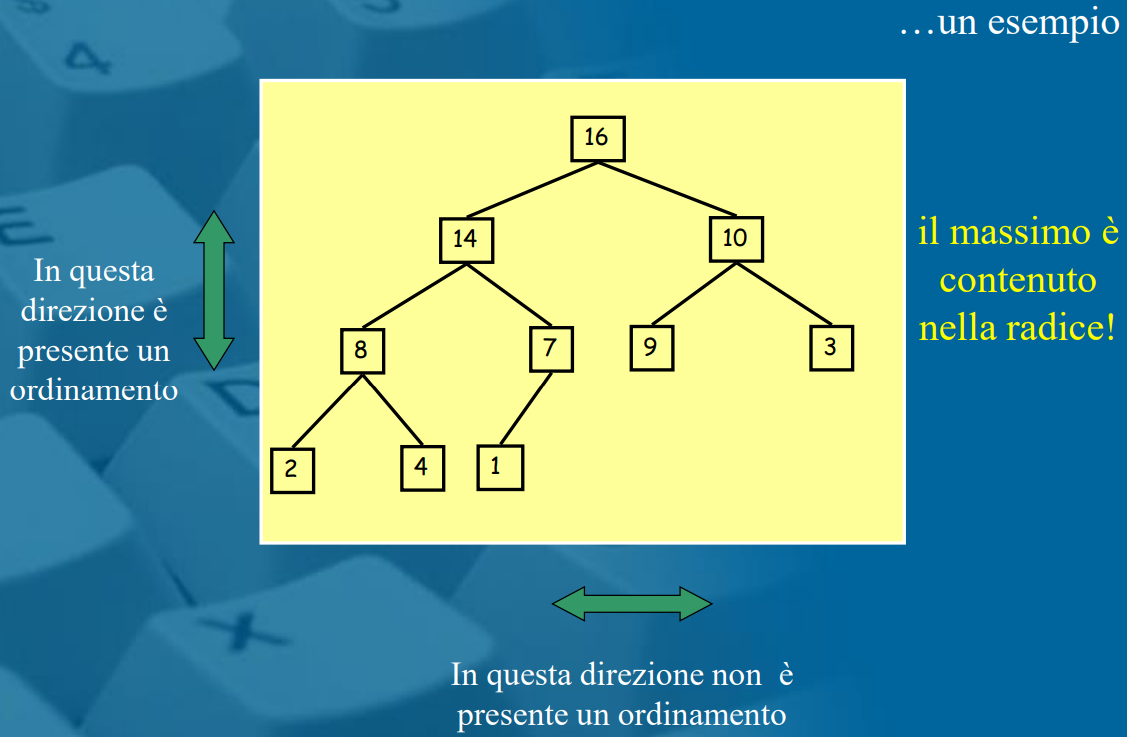 …un esempio
16
14
10
8
7
9
3
2
4
1
In questa
direzione è
presente un
ordinamento
il massimo è
contenuto
nella radice!
In questa direzione non è
presente un ordinamento
4
E
D
X